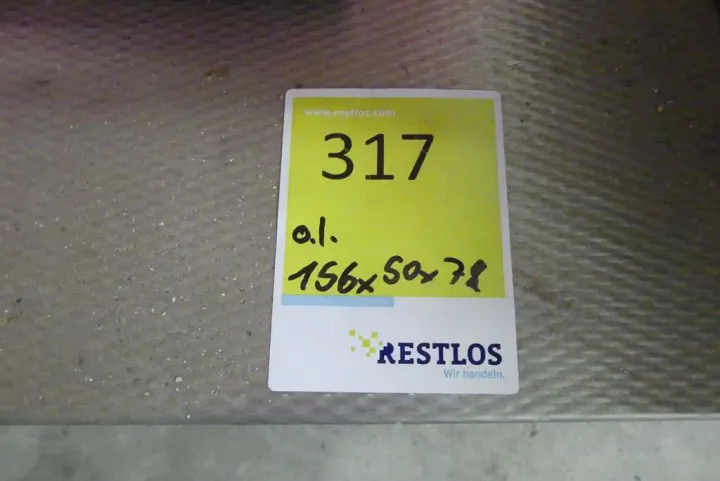 www.restlos.com
317
o.l.
156x50x78
RESTLOS
Wir handeln.